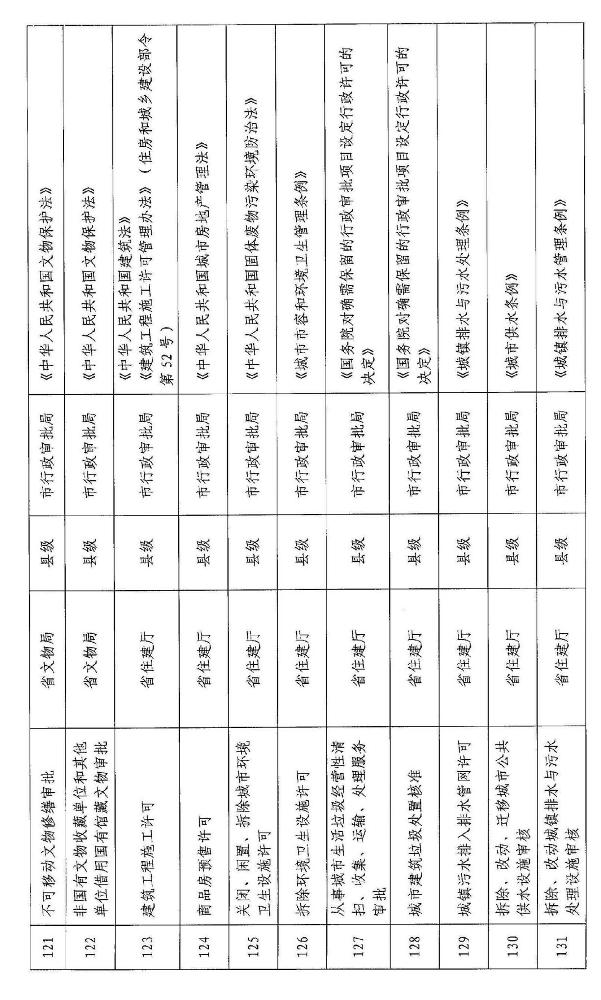 121
不可移动文物修缮审批
省文物局
县级
市行政审批局
《中华人民共和国文物保护法》
122
非国有文物收藏单位和其他
单位借用国有馆藏文物审批
省文物局
县级
市行政审批局
《中华人民共和国文物保护法》
123
建筑工程施工许可
省住建厅
县级
市行政审批局
《中华人民共和国建筑法》
《建筑工程施工许可管理办法》（住房和城乡建设部令
第 52 号）
124
商品房预售许可
省住建厅
县级
市行政审批局
《中华人民共和国城市房地产管理法》
125
关闭、闲置、拆除城市环境
卫生设施许可
省住建厅
县级
市行政审批局
《中华人民共和国固体废物污染环境防治法》
126
拆除环境卫生设施许可
省住建厅
县级
市行政审批局
《城市市容和环境卫生管理条例》
127
从事城市生活垃圾经营性清
扫、收集、运输、处理服务
审批
省住建厅
县级
市行政审批局
《国务院对确需保留的行政审批项目设定行政许可的
决定》
128
城市建筑垃圾处置核准
省住建厅
县级
市行政审批局
《国务院对确需保留的行政审批项目设定行政许可的
决定》
129
城镇污水排入排水管网许可
省住建厅
县级
市行政审批局
《城镇排水与污水处理条例》
130
拆除、改动、迁移城市公共
供水设施审核
省住建厅
县级
市行政审批局
《城市供水条例》
131
拆除、改动城镇排水与污水
处理设施审核
省住建厅
县级
市行政审批局
《城镇排水与污水管理条例》